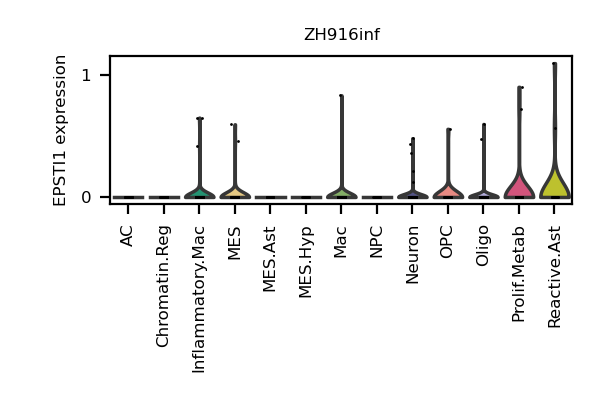 ZH916inf
EPSTI1 expression
1
0
AC
Chromatin.Reg
Inflammatory.Mac
MES
MES.Ast
MES.Hyp
Mac
NPC
Neuron
OPC
Oligo
Prolif.Metab
Reactive.Ast